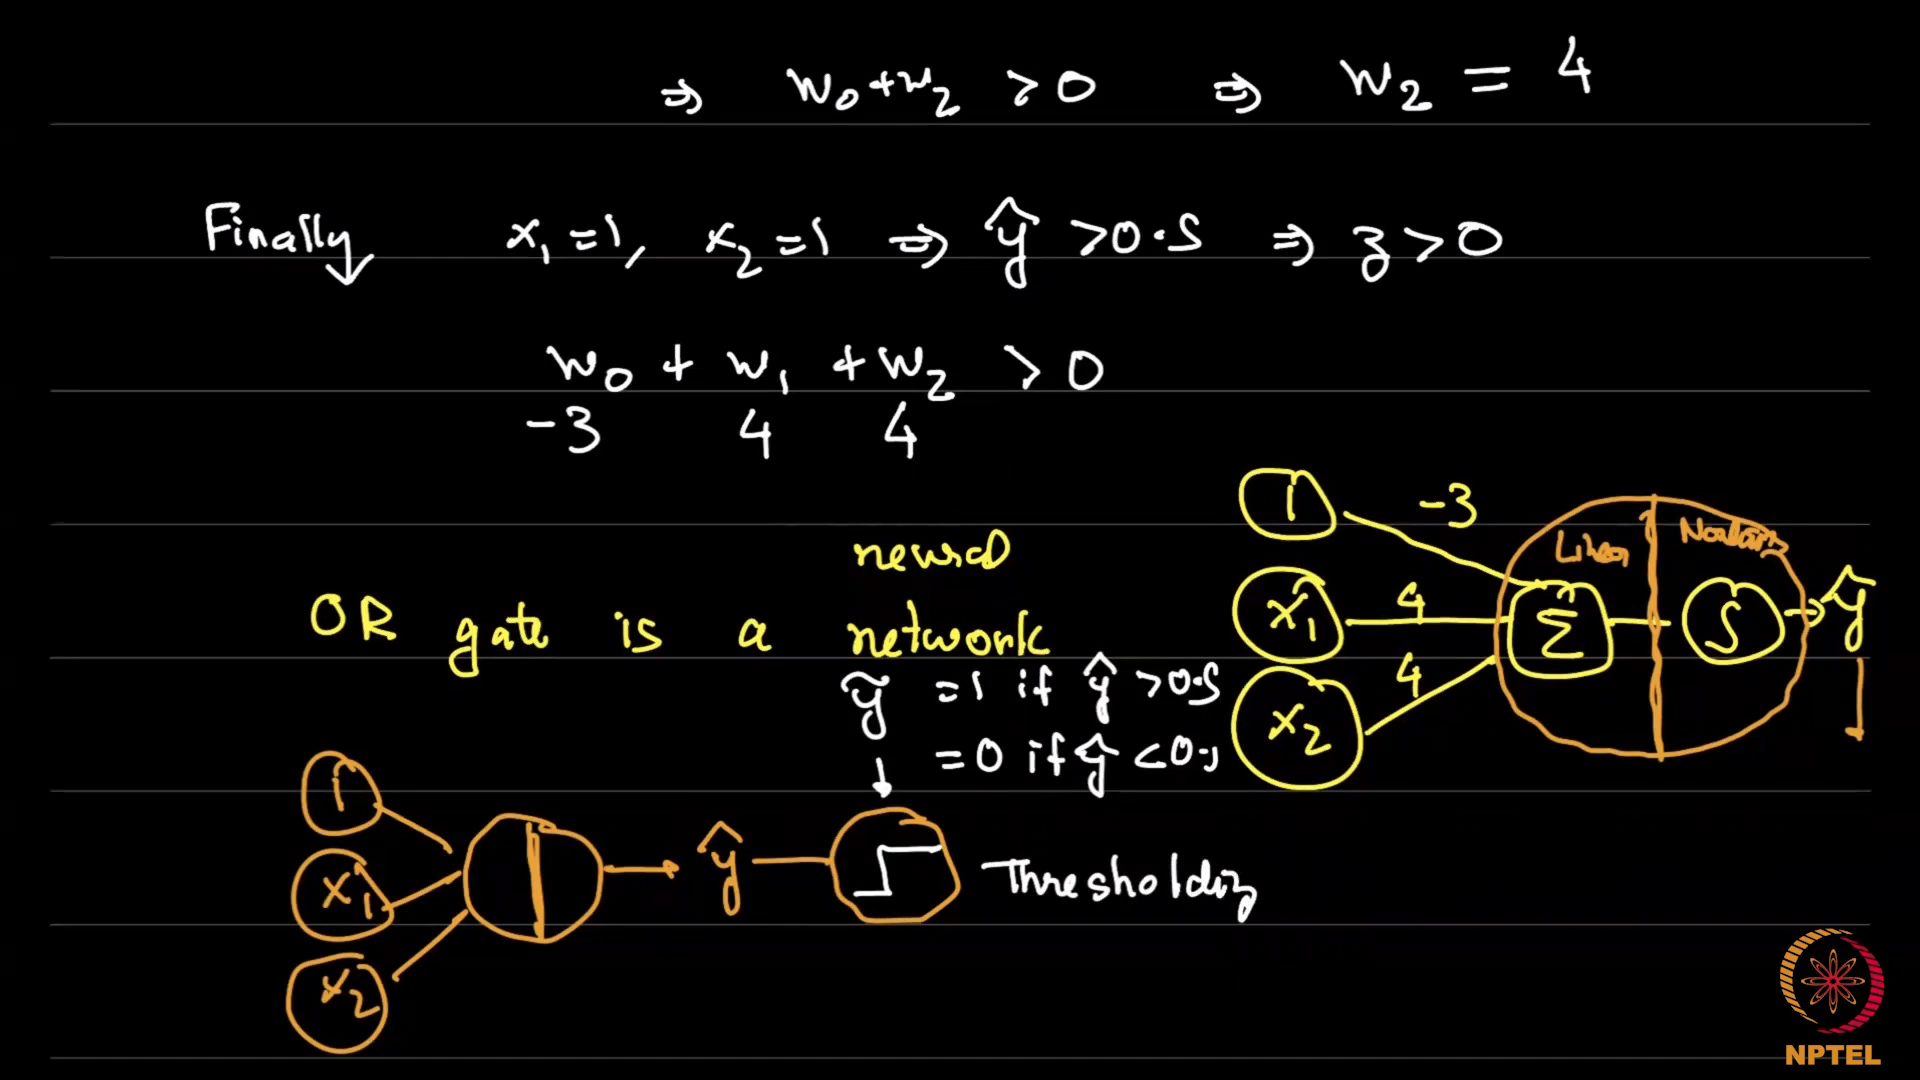 ⇒ w₀+w₂ > 0 ⇒ w₂ = 4
Finally x₁=1, x₂=1 ⇒ ŷ >0.5 ⇒ z>0
w₀ + w₁ + w₂ > 0
-3 4 4
neural
OR gate is a network
ỹ =1 if ŷ >0.5
=0 if ŷ <0.5
1 -3
Linear Nonlinear
x₁ 4 Σ ∫ ŷ
x₂ 4
1
x₁ ŷ Thresholding
x₂
NPTEL